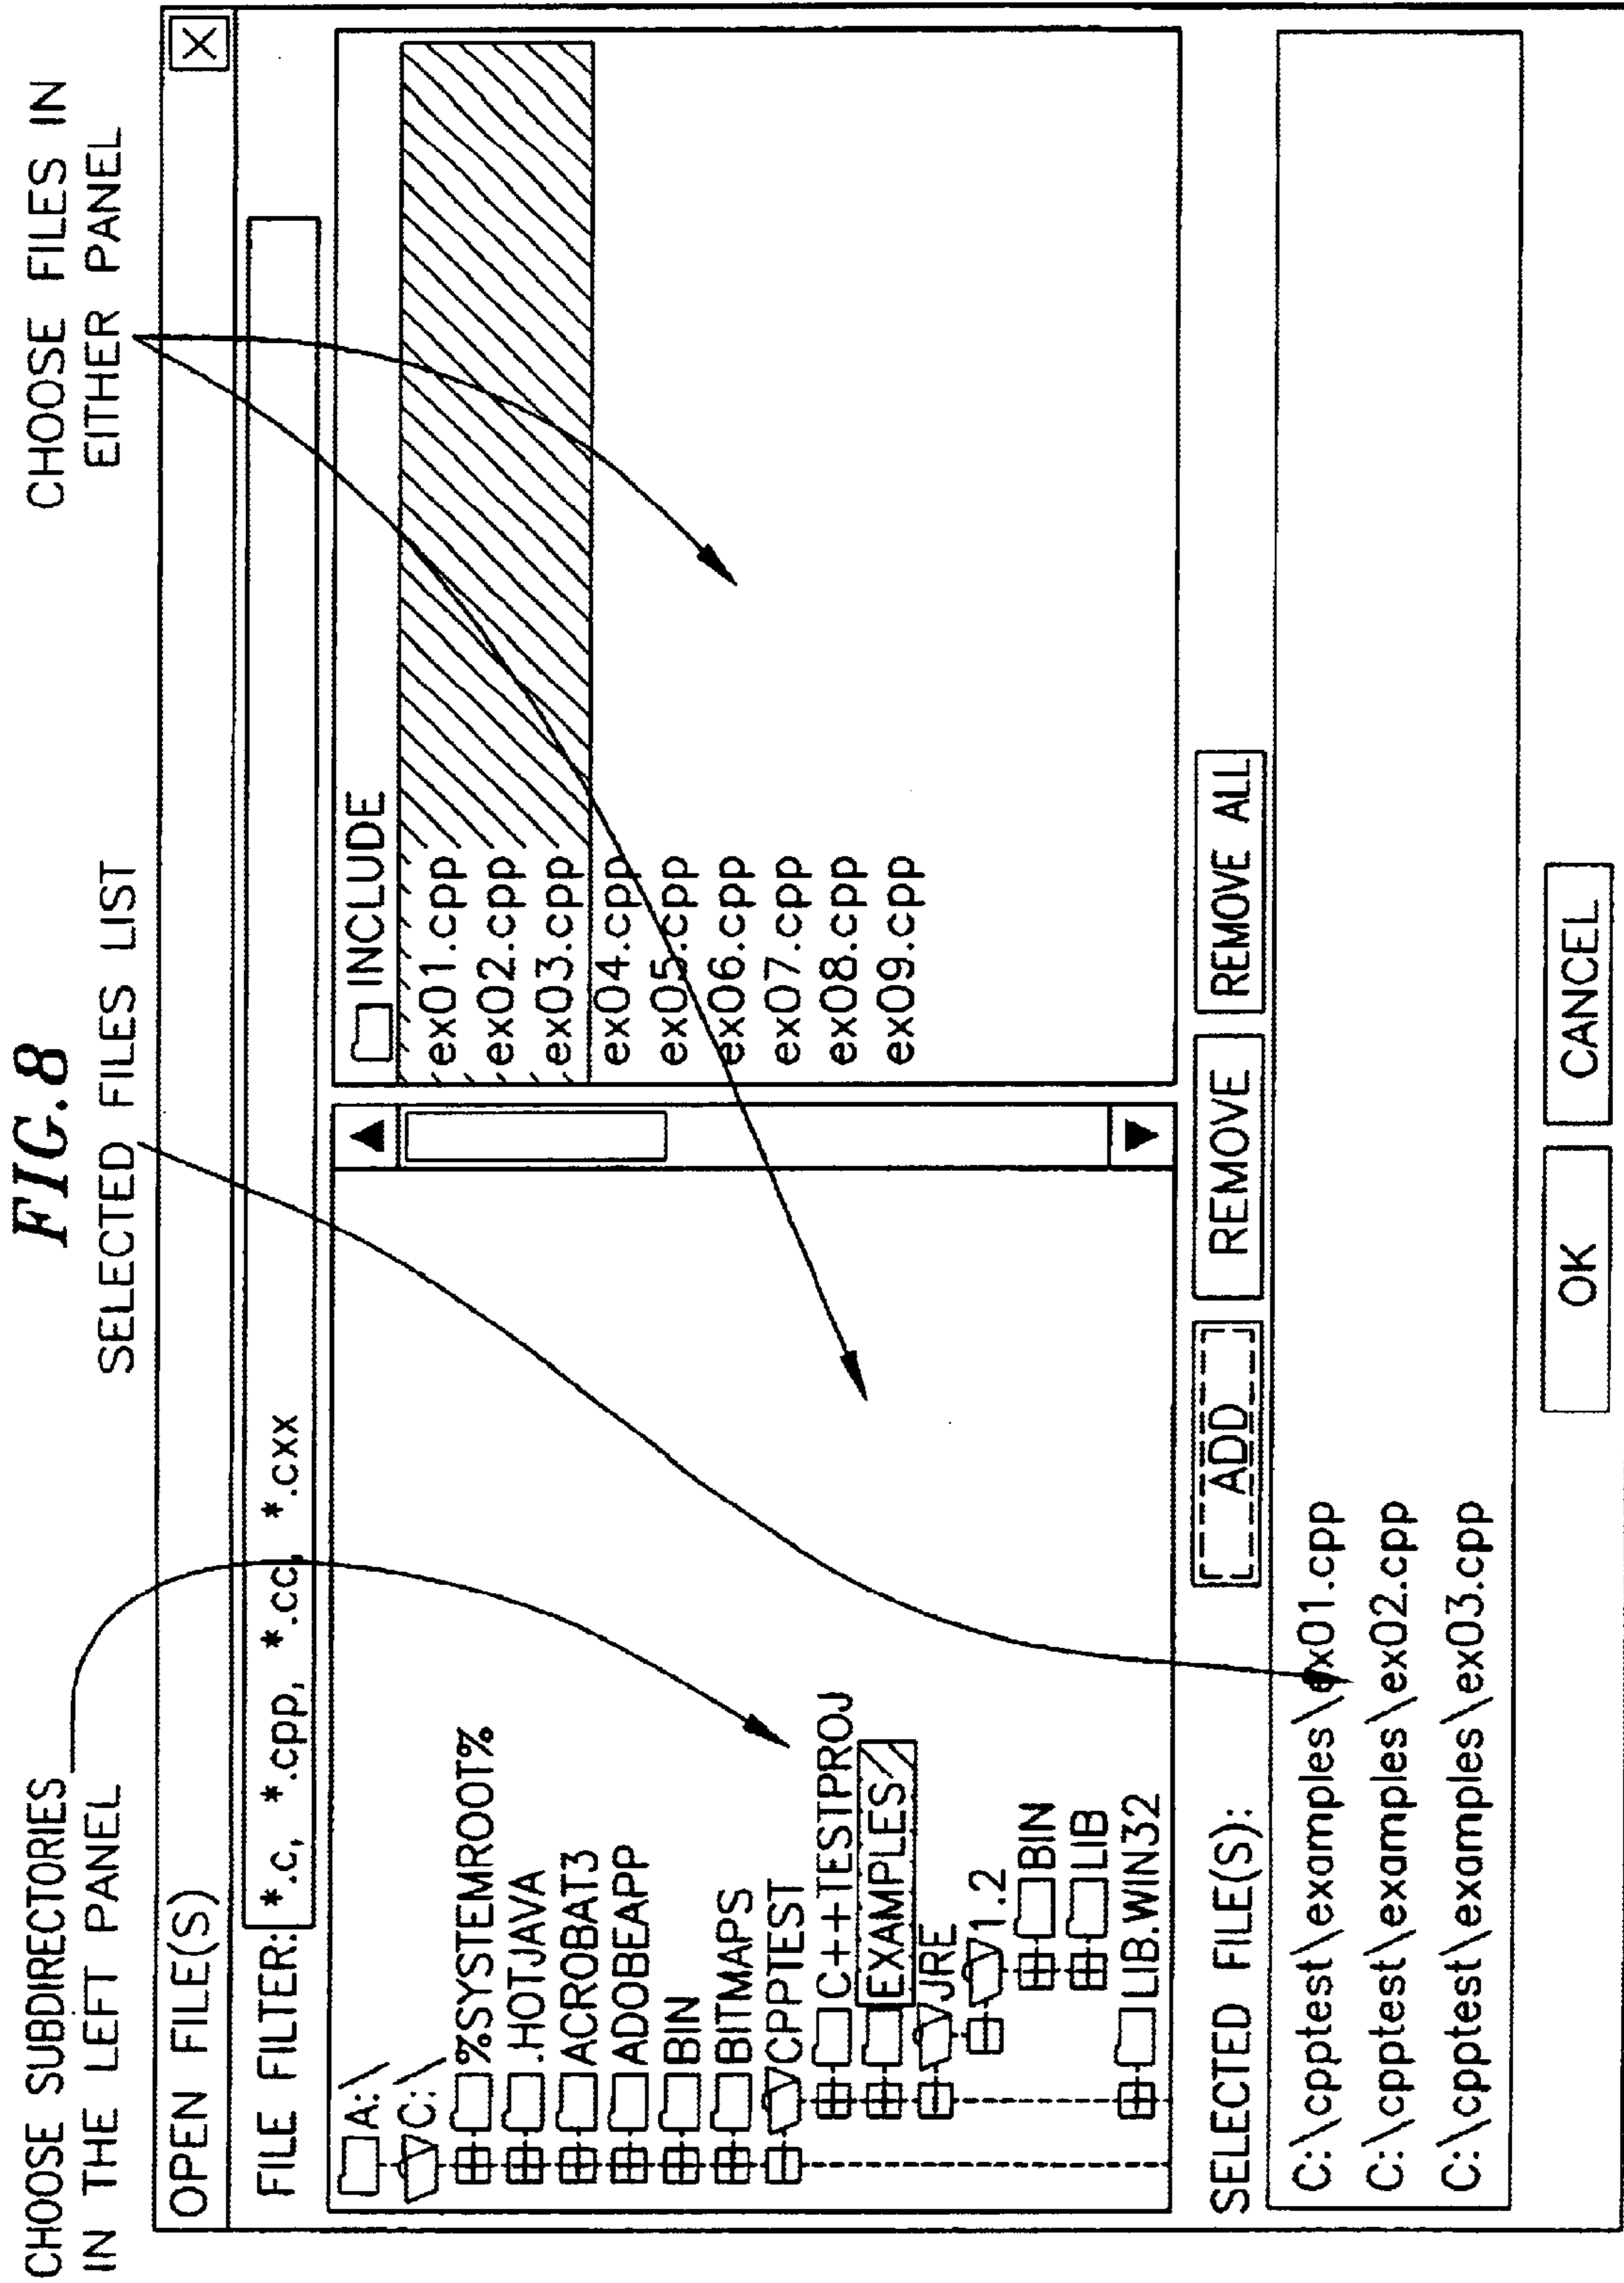 FIG.8
CHOOSE SUBDIRECTORIES
IN THE LEFT PANEL
SELECTED FILES LIST
CHOOSE FILES IN
EITHER PANEL
OPEN FILE(S)
X
FILE FILTER:
*.c, *.cpp, *.cc, *.cxx
A:\
C:\
%SYSTEMROOT%
.HOTJAVA
ACROBAT3
ADOBEAPP
BIN
BITMAPS
CPPTEST
C++TESTPROJ
EXAMPLES
JRE
1.2
BIN
LIB
LIB.WIN32
INCLUDE
ex01.cpp
ex02.cpp
ex03.cpp
ex04.cpp
ex05.cpp
ex06.cpp
ex07.cpp
ex08.cpp
ex09.cpp
SELECTED FILE(S):
ADD
REMOVE
REMOVE ALL
C:\cpptest\examples\ex01.cpp
C:\cpptest\examples\ex02.cpp
C:\cpptest\examples\ex03.cpp
OK
CANCEL